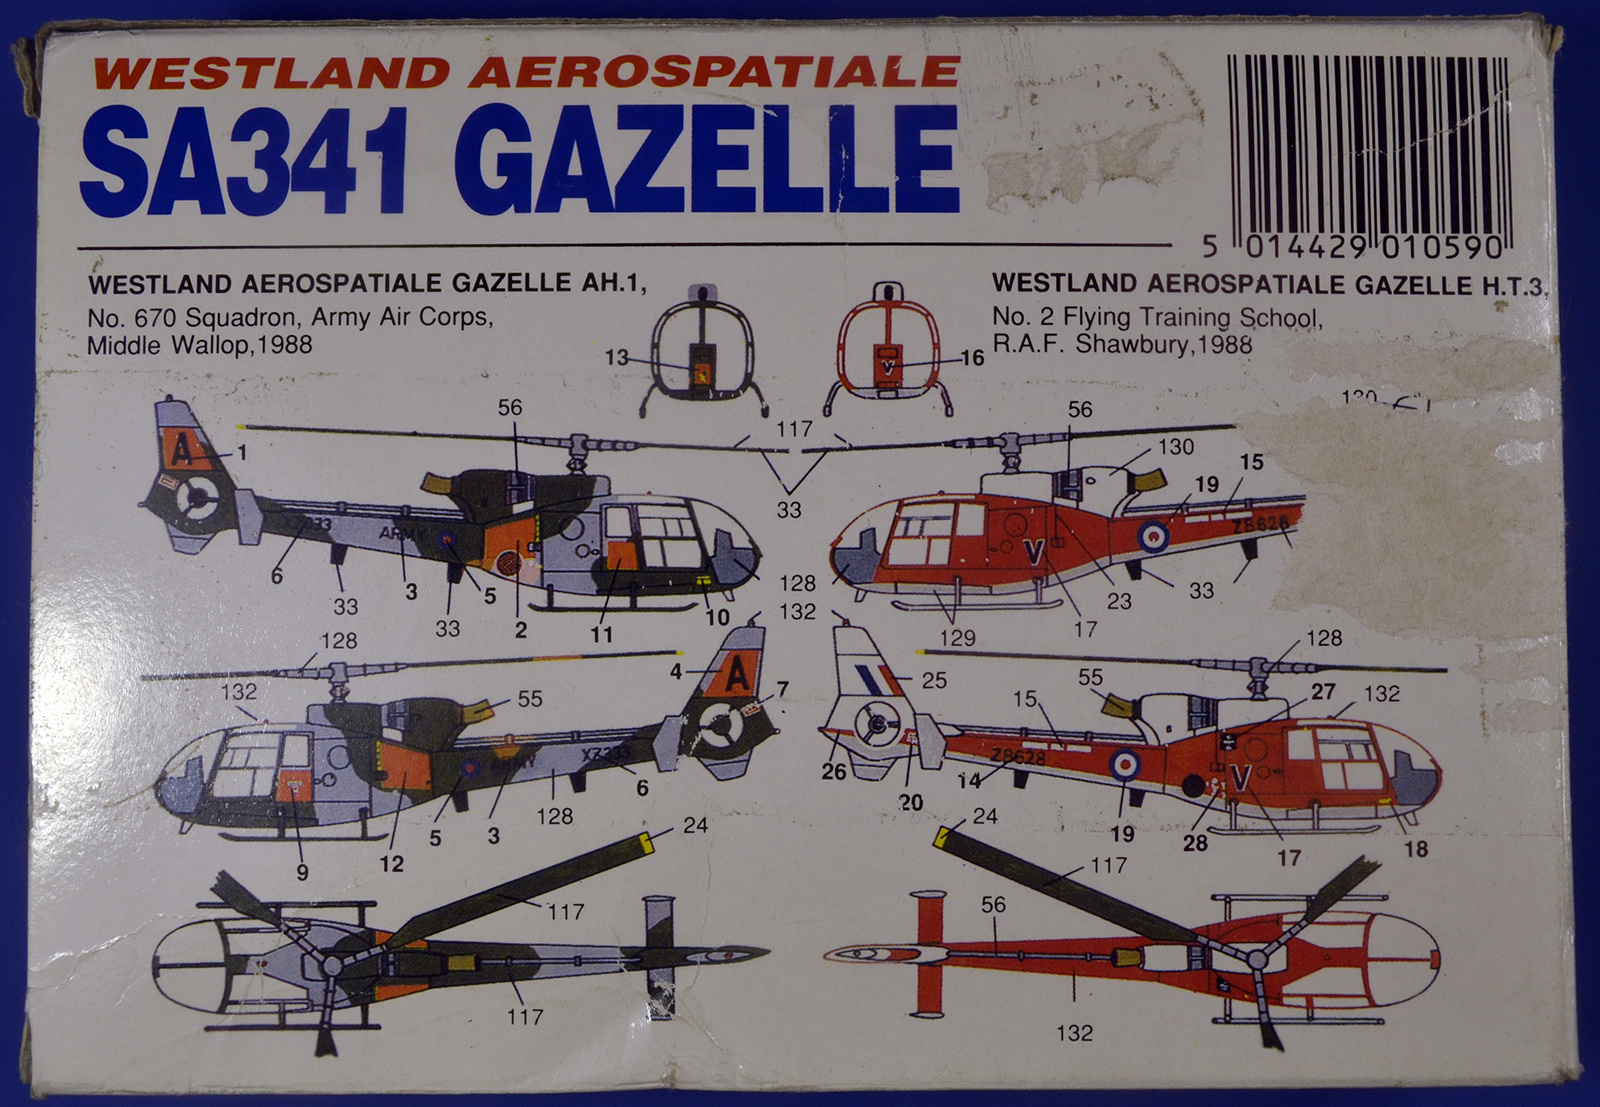 WESTLAND AEROSPATIALE
SA341 GAZELLE
5 014429 010590
WESTLAND AEROSPATIALE GAZELLE AH.1,
No. 670 Squadron, Army Air Corps,
Middle Wallop,1988
WESTLAND AEROSPATIALE GAZELLE H.T.3.
No. 2 Flying Training School,
R.A.F. Shawbury,1988
13
16
56
117
56
130
A
1
19
15
33
XZ333
ARMY
ZB628
V
6
33
3
33
5
2
11
10
128
132
129
17
23
33
128
132
55
4
A
7
25
15
55
27
132
128
ARMY
XZ333
ZB628
V
9
12
5
3
128
6
26
20
14
19
28
17
18
24
24
117
117
56
117
132